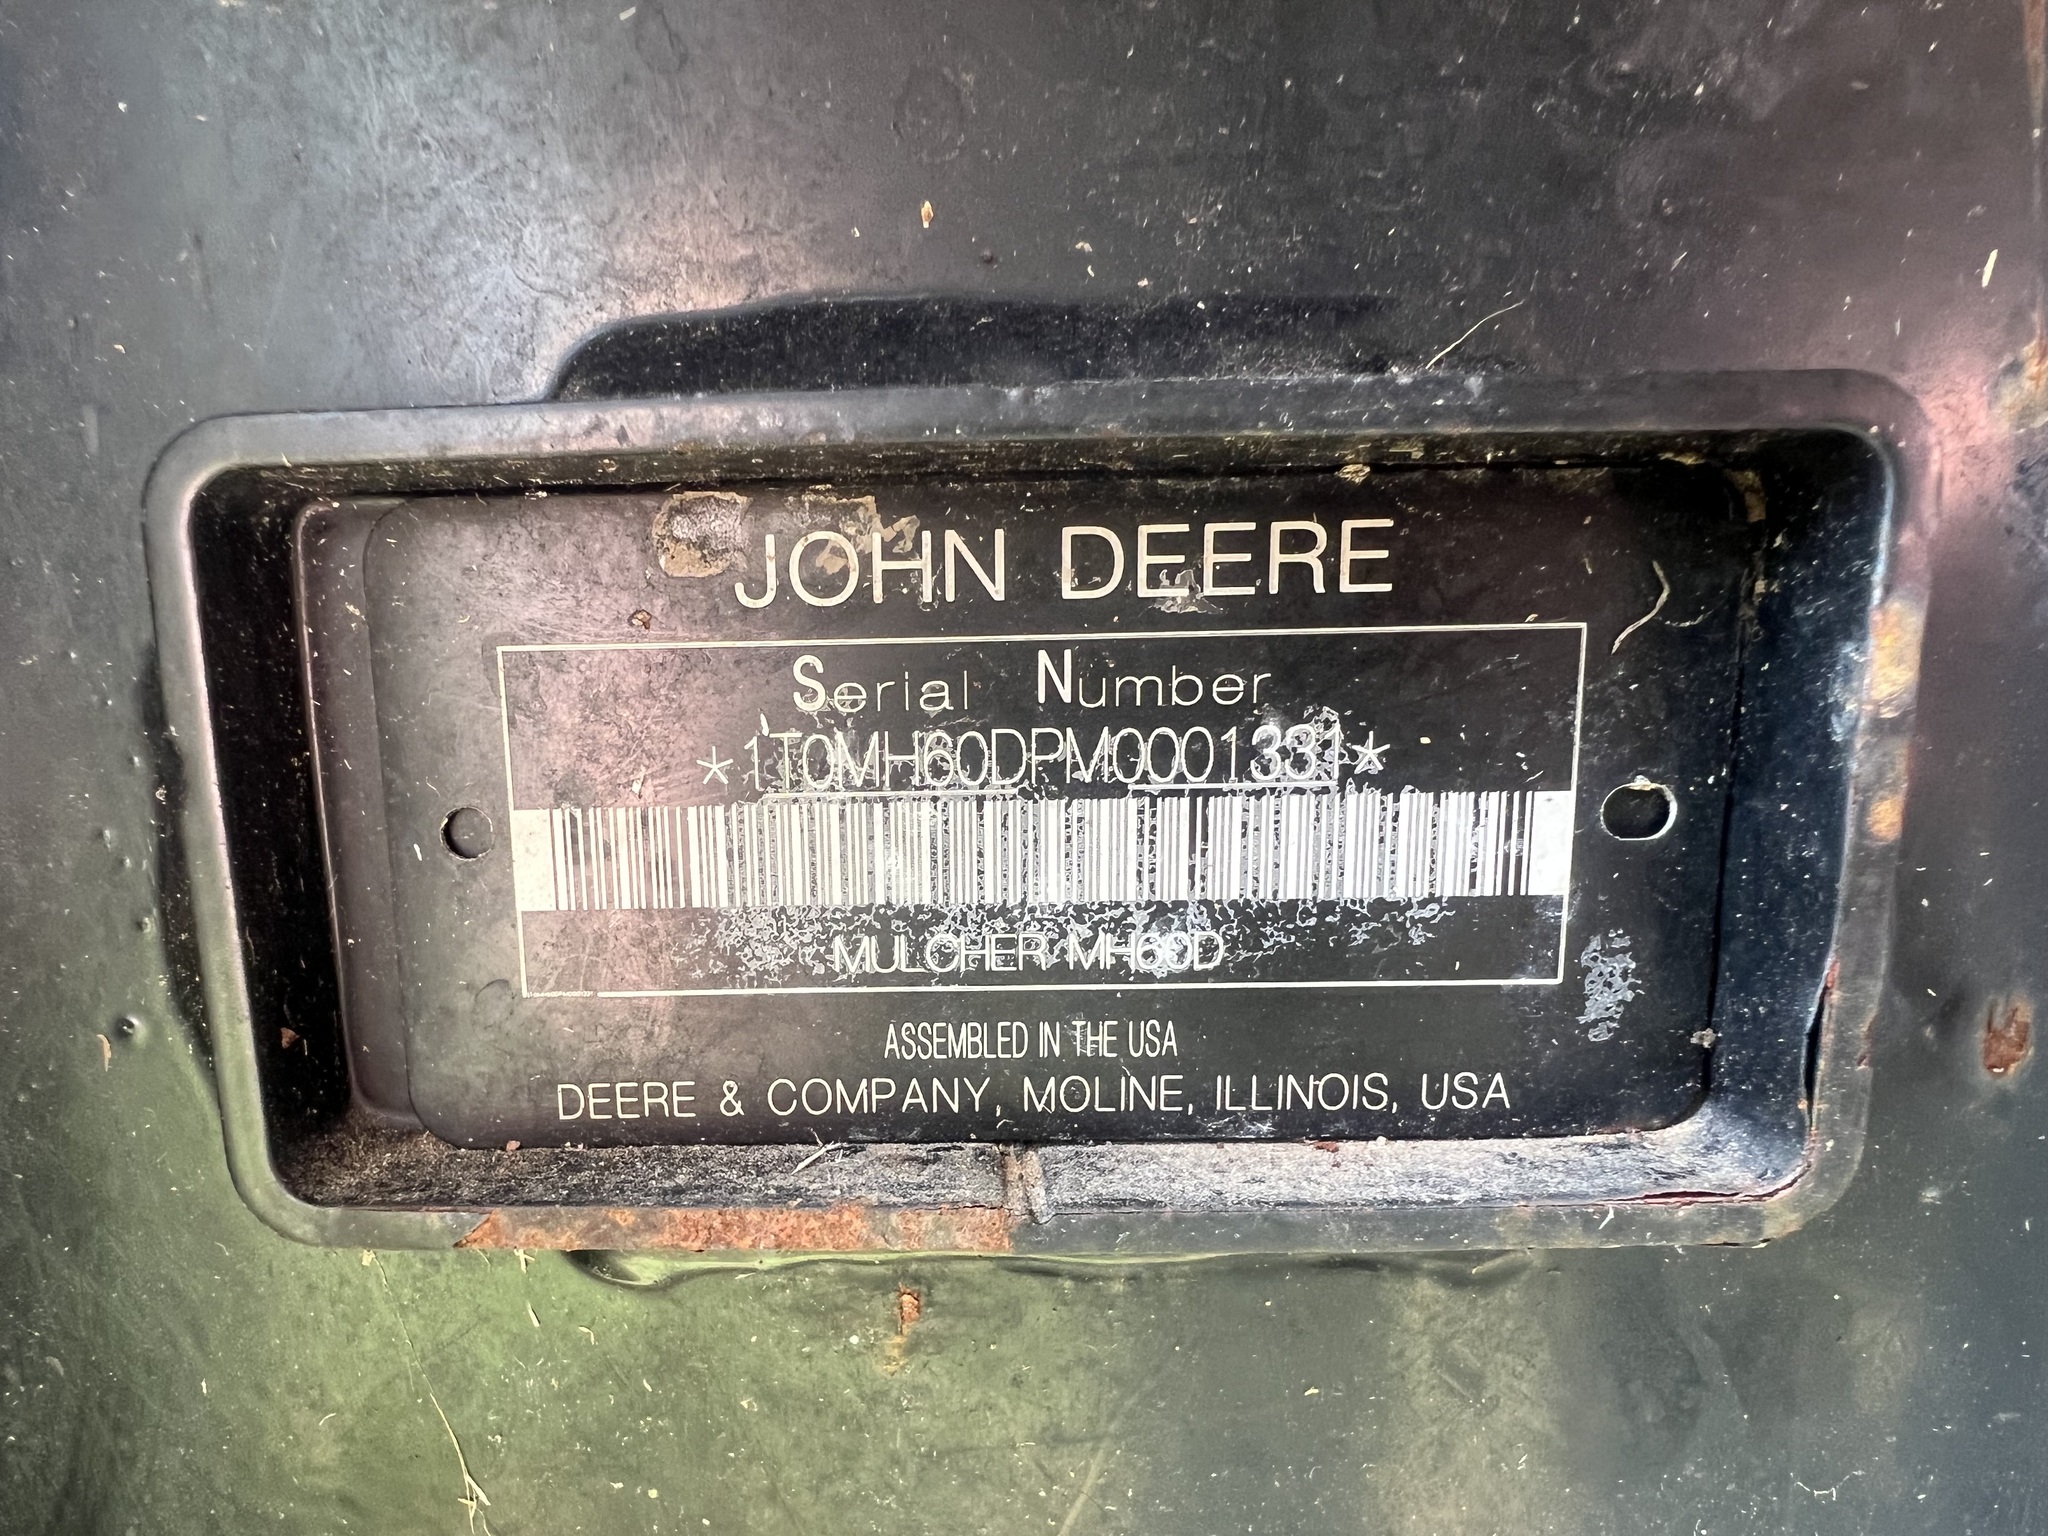 JOHN DEERE
Serial Number
*1T0MH60DPM0001331*
MULCHER MH60D
ASSEMBLED IN THE USA
DEERE & COMPANY, MOLINE, ILLINOIS, USA